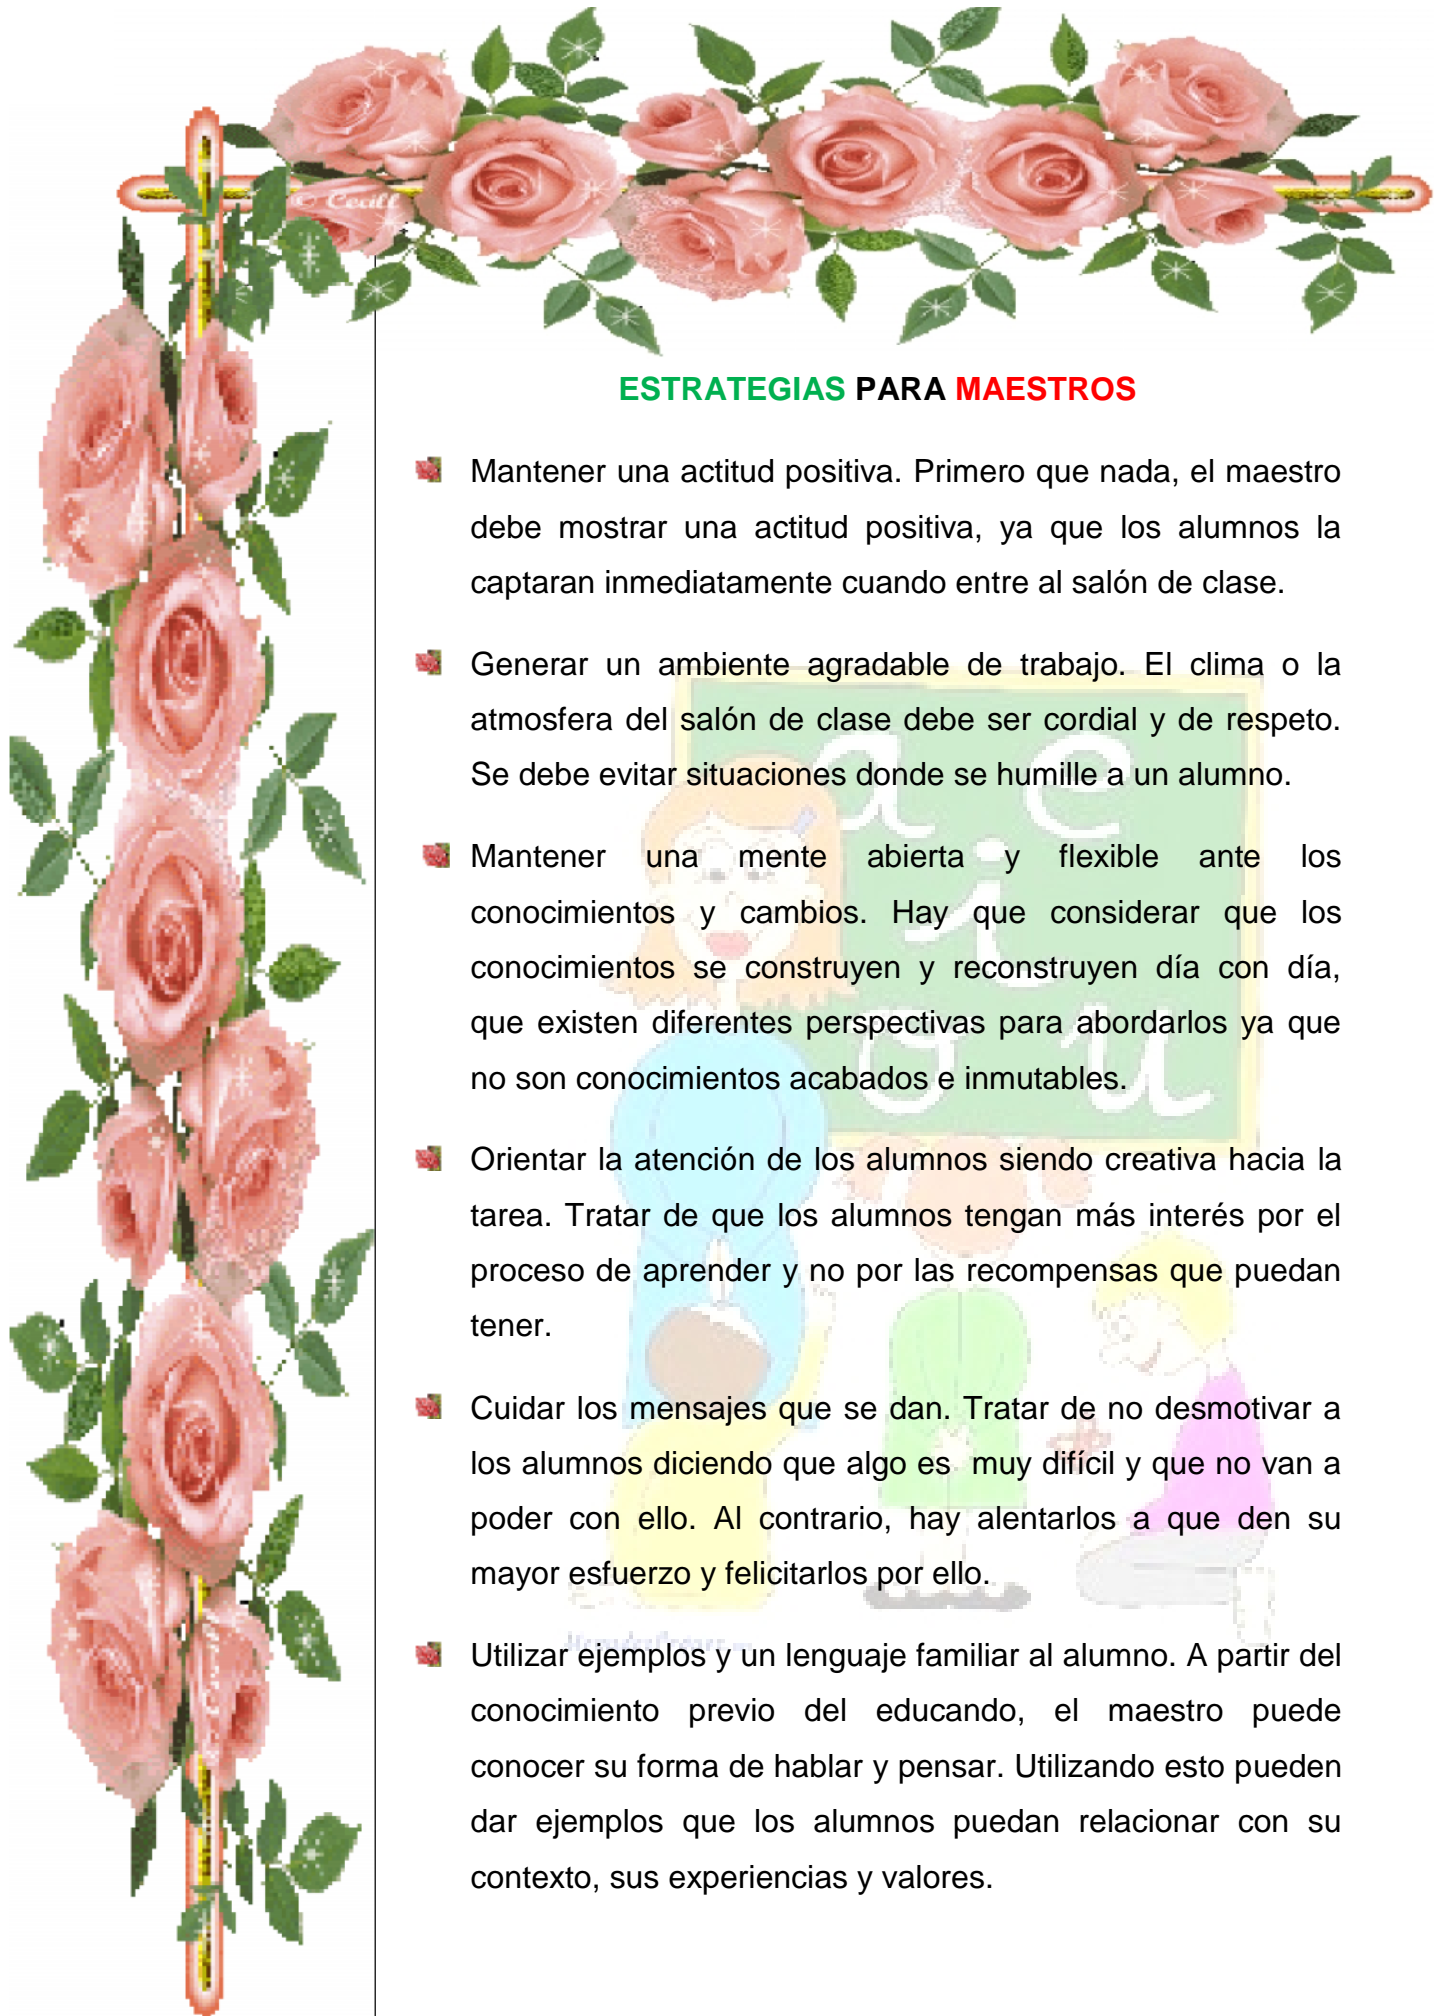 © Cecill
ESTRATEGIAS PARA MAESTROS
Mantener una actitud positiva. Primero que nada, el maestro
debe mostrar una actitud positiva, ya que los alumnos la
captaran inmediatamente cuando entre al salón de clase.
Generar un ambiente agradable de trabajo. El clima o la
atmosfera del salón de clase debe ser cordial y de respeto.
Se debe evitar situaciones donde se humille a un alumno.
Mantener una mente abierta y flexible ante los
conocimientos y cambios. Hay que considerar que los
conocimientos se construyen y reconstruyen día con día,
que existen diferentes perspectivas para abordarlos ya que
no son conocimientos acabados e inmutables.
Orientar la atención de los alumnos siendo creativa hacia la
tarea. Tratar de que los alumnos tengan más interés por el
proceso de aprender y no por las recompensas que puedan
tener.
Cuidar los mensajes que se dan. Tratar de no desmotivar a
los alumnos diciendo que algo es muy difícil y que no van a
poder con ello. Al contrario, hay alentarlos a que den su
mayor esfuerzo y felicitarlos por ello.
Utilizar ejemplos y un lenguaje familiar al alumno. A partir del
conocimiento previo del educando, el maestro puede
conocer su forma de hablar y pensar. Utilizando esto pueden
dar ejemplos que los alumnos puedan relacionar con su
contexto, sus experiencias y valores.
a e
i
o u